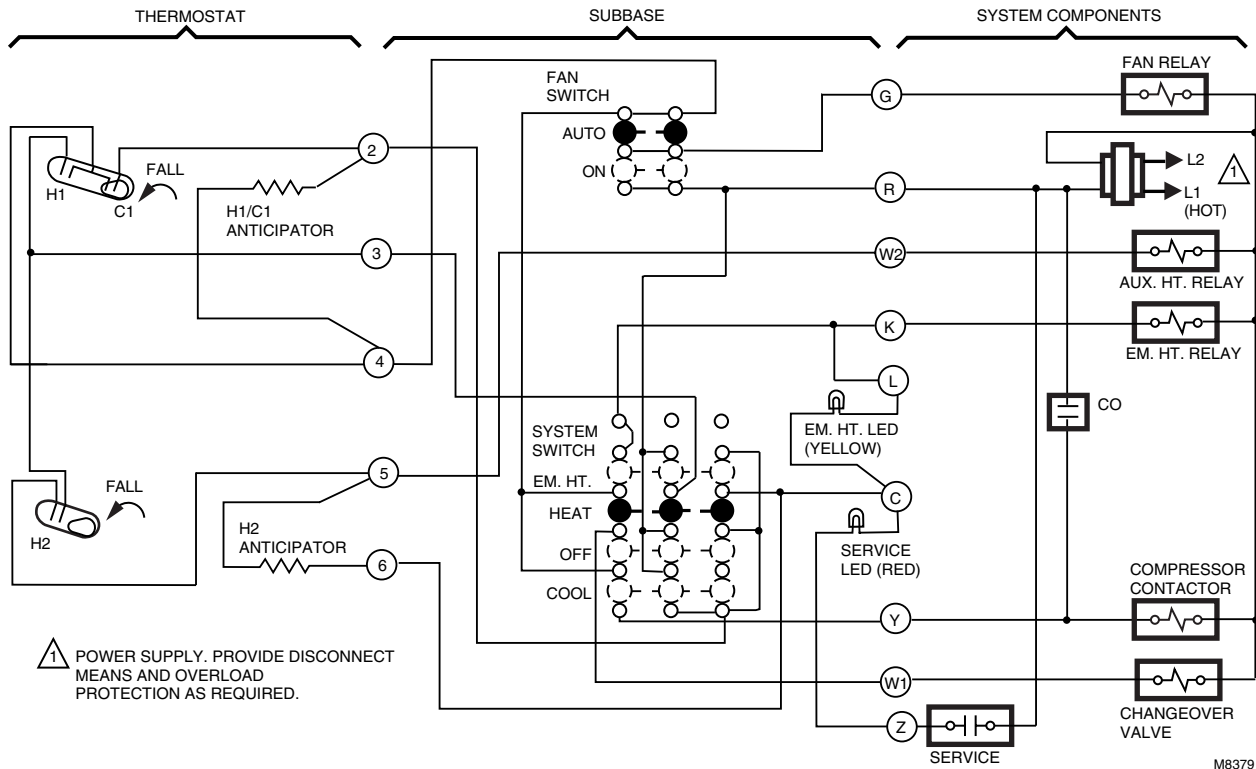 THERMOSTAT
SUBBASE
SYSTEM COMPONENTS
FAN RELAY
FAN
SWITCH
G
AUTO
2
L2
1
FALL
ON
H1
R
L1
(HOT)
C1
H1/C1
ANTICIPATOR
3
W2
AUX. HT. RELAY
K
4
EM. HT. RELAY
L
CO
SYSTEM
SWITCH
EM. HT. LED
(YELLOW)
5
EM. HT.
FALL
C
HEAT
H2
H2
ANTICIPATOR
OFF
SERVICE
LED (RED)
6
COOL
COMPRESSOR
CONTACTOR
Y
1 POWER SUPPLY. PROVIDE DISCONNECT
MEANS AND OVERLOAD
PROTECTION AS REQUIRED.
W1
CHANGEOVER
VALVE
Z
SERVICE
M8379